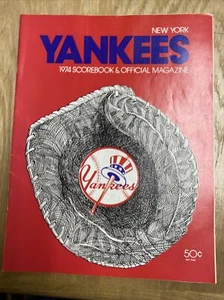 NEW YORK
YANKEES
1974 SCOREBOOK & OFFICIAL MAGAZINE
Yankees
50¢